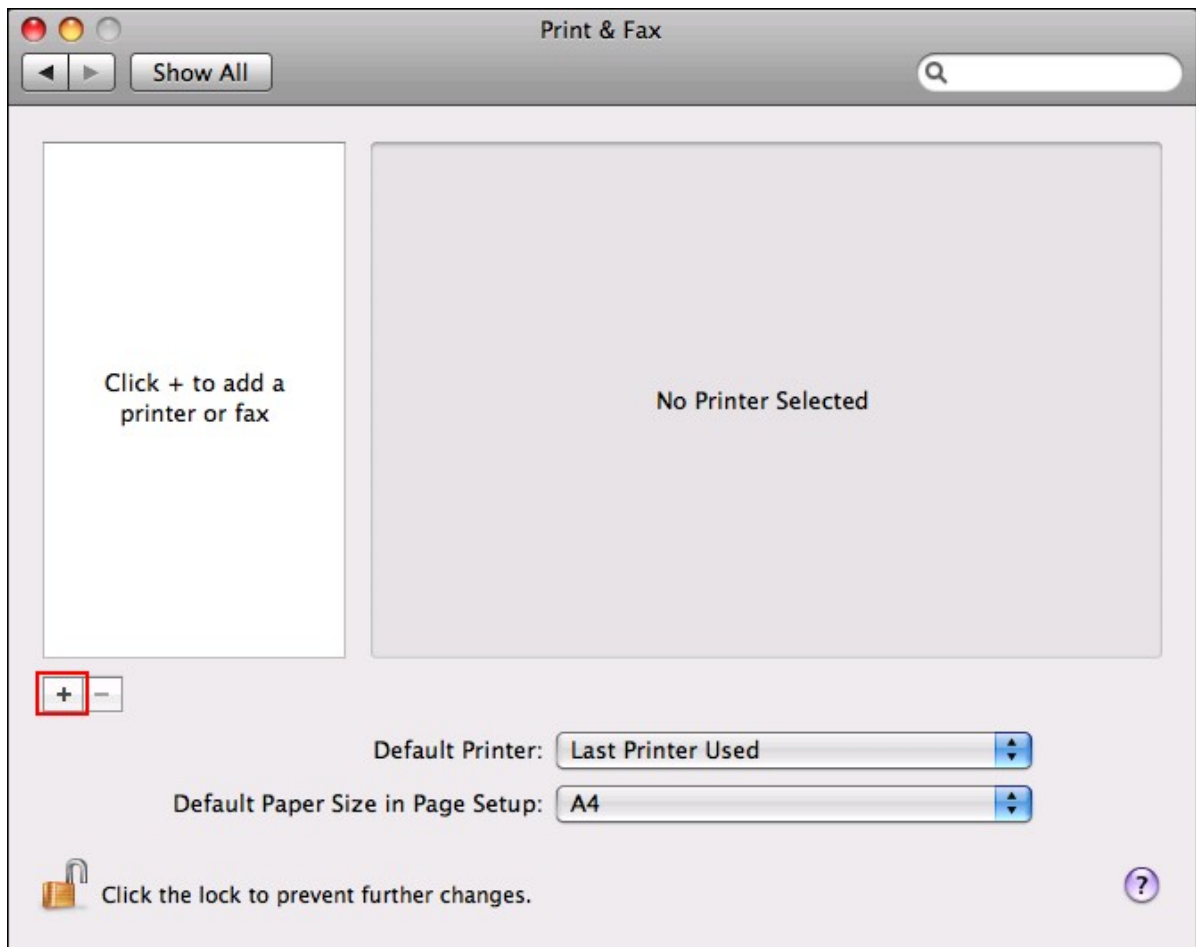 Print & Fax
Show All
Click + to add a
printer or fax
No Printer Selected
+ −
Default Printer: Last Printer Used
Default Paper Size in Page Setup: A4
Click the lock to prevent further changes.
?